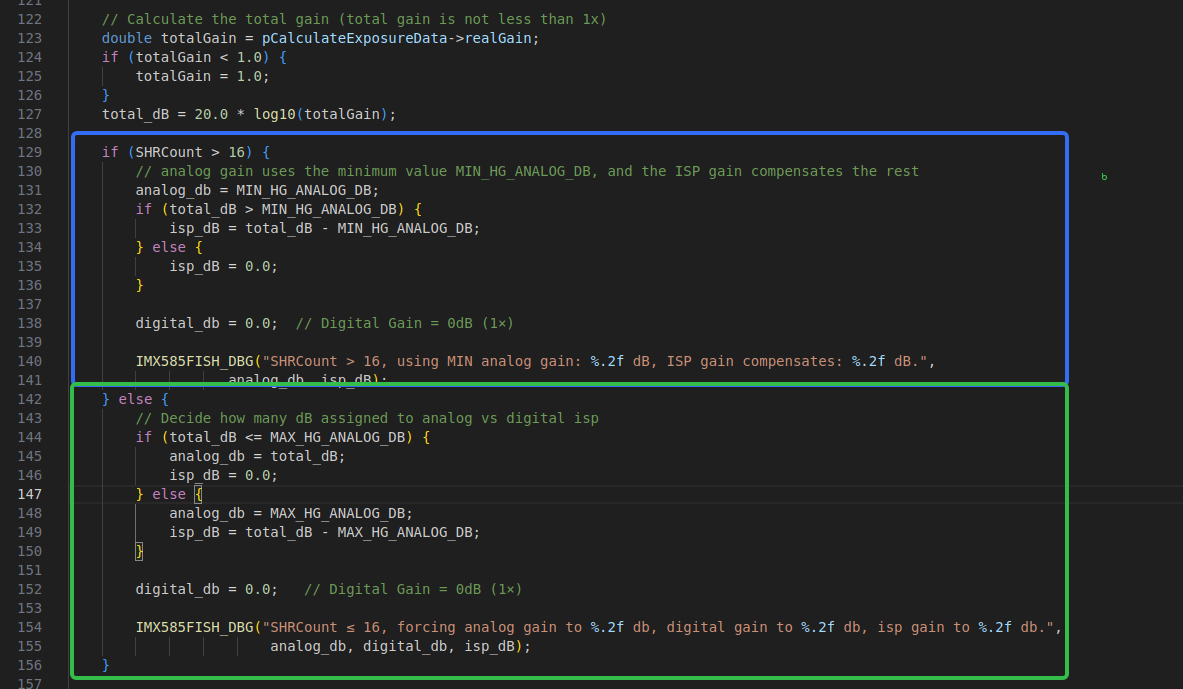 121
122 // Calculate the total gain (total gain is not less than 1x)
123 double totalGain = pCalculateExposureData->realGain;
124 if (totalGain < 1.0) {
125 totalGain = 1.0;
126 }
127 total_dB = 20.0 * log10(totalGain);
128
129 if (SHRCount > 16) {
130 // analog gain uses the minimum value MIN_HG_ANALOG_DB, and the ISP gain compensates the rest
131 analog_db = MIN_HG_ANALOG_DB;
132 if (total_dB > MIN_HG_ANALOG_DB) {
133 isp_dB = total_dB - MIN_HG_ANALOG_DB;
134 } else {
135 isp_dB = 0.0;
136 }
137
138 digital_db = 0.0;  // Digital Gain = 0dB (1×)
139
140 IMX585FISH_DBG("SHRCount > 16, using MIN analog gain: %.2f dB, ISP gain compensates: %.2f dB.",
141 analog_db, isp_dB);
142 } else {
143 // Decide how many dB assigned to analog vs digital isp
144 if (total_dB <= MAX_HG_ANALOG_DB) {
145 analog_db = total_dB;
146 isp_dB = 0.0;
147 } else {
148 analog_db = MAX_HG_ANALOG_DB;
149 isp_dB = total_dB - MAX_HG_ANALOG_DB;
150 }
151
152 digital_db = 0.0;   // Digital Gain = 0dB (1×)
153
154 IMX585FISH_DBG("SHRCount ≤ 16, forcing analog gain to %.2f db, digital gain to %.2f db, isp gain to %.2f db.",
155 analog_db, digital_db, isp_dB);
156 }
157